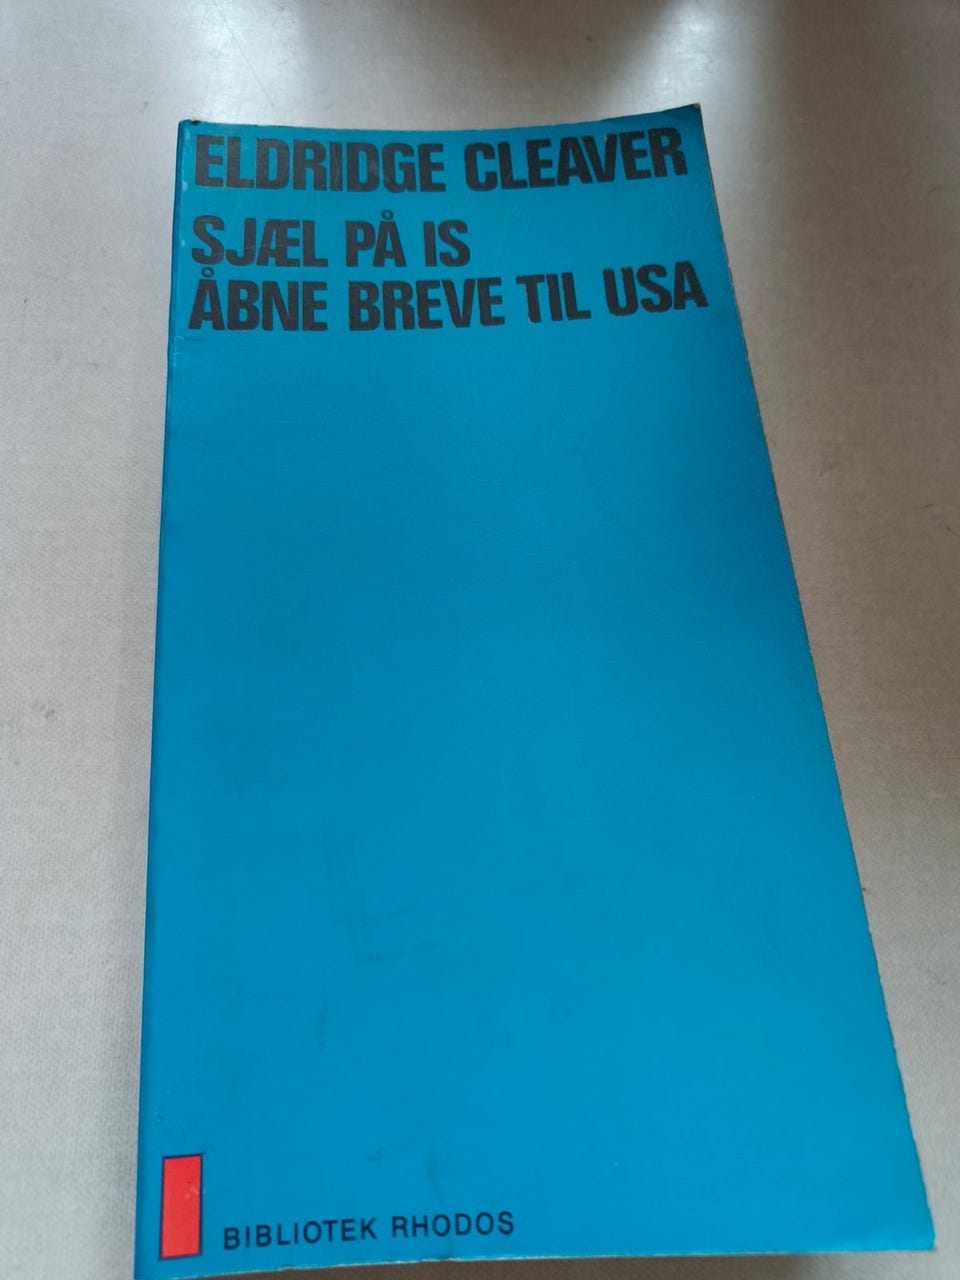 ELDRIDGE CLEAVER
SJÆL PÅ IS
ÅBNE BREVE TIL USA
BIBLIOTEK RHODOS